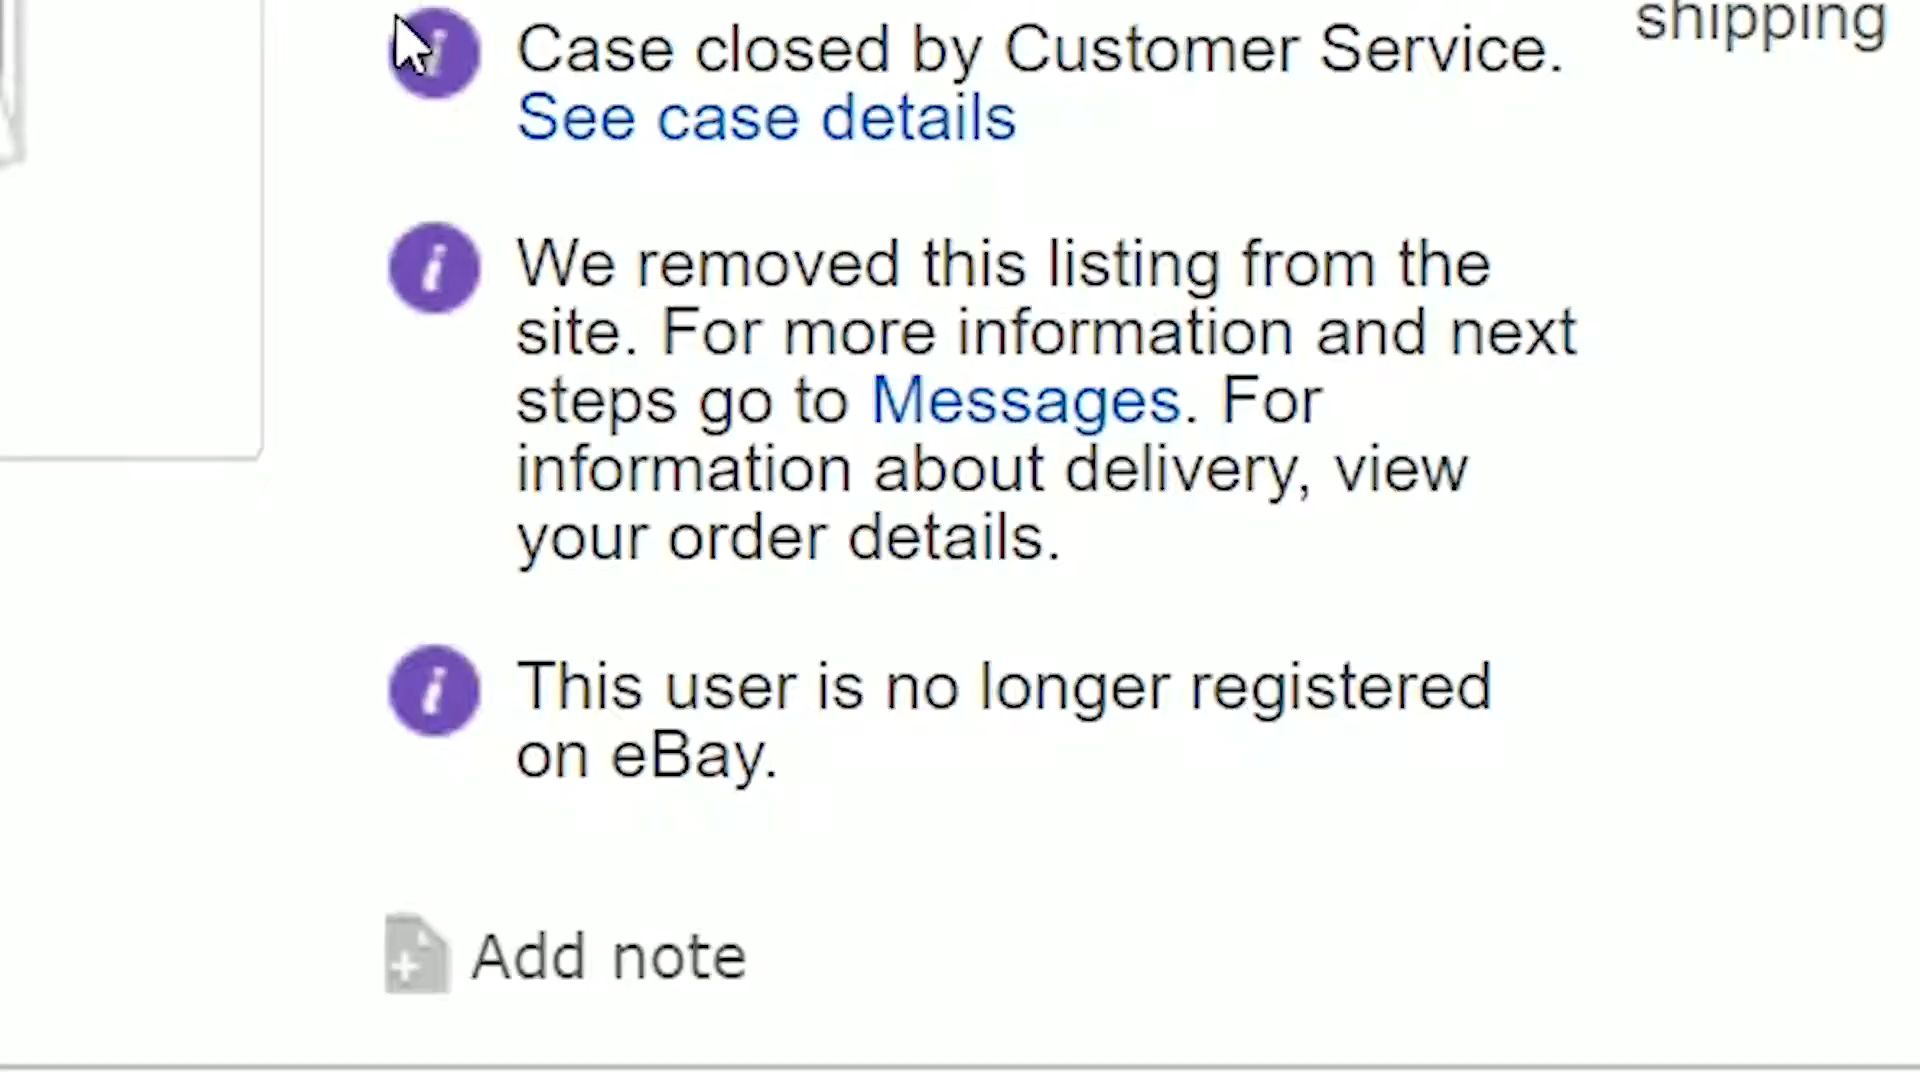 shipping
Case closed by Customer Service.
See case details
We removed this listing from the
site. For more information and next
steps go to Messages. For
information about delivery, view
your order details.
This user is no longer registered
on eBay.
Add note